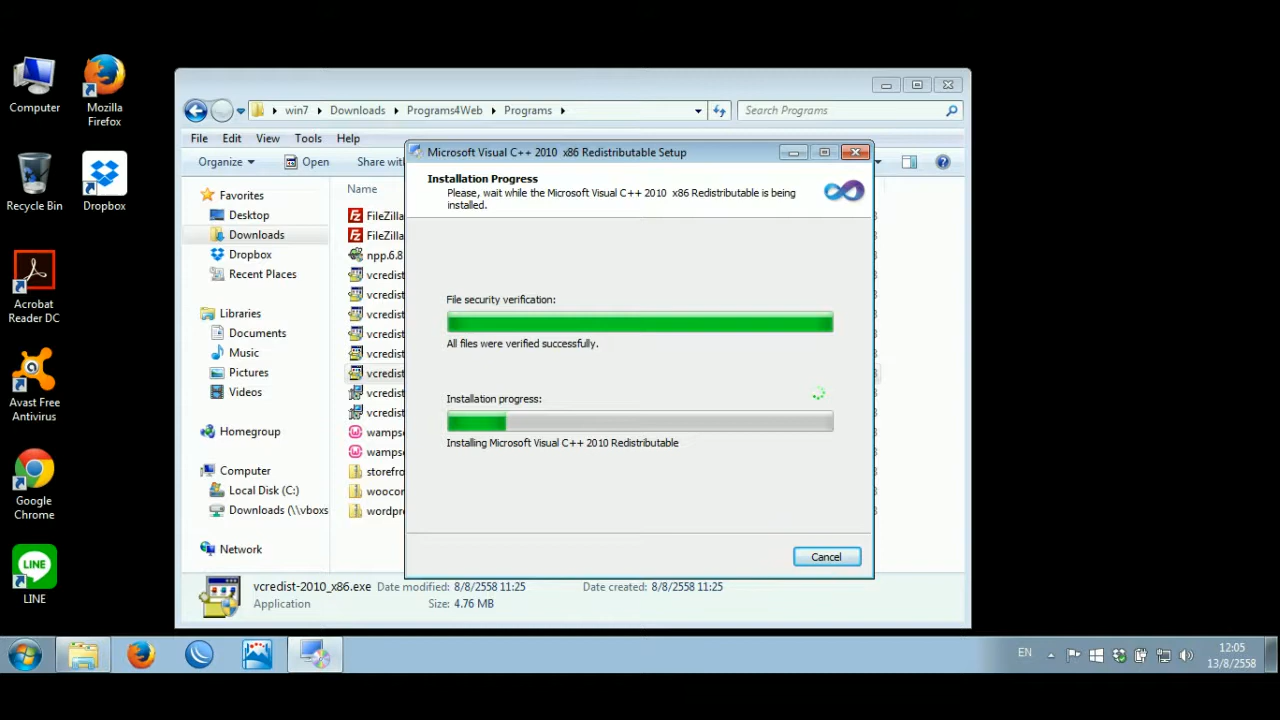 Computer
Mozilla
Firefox
Recycle Bin
Dropbox
Acrobat
Reader DC
Avast Free
Antivirus
Google
Chrome
LINE
win7
Downloads
Programs4Web
Programs
Search Programs
File
Edit
View
Tools
Help
Organize
Open
Share with
Favorites
Desktop
Downloads
Dropbox
Recent Places
Libraries
Documents
Music
Pictures
Videos
Homegroup
Computer
Local Disk (C:)
Downloads (\\vboxs
Network
Name
FileZilla
FileZilla
npp.6.8
vcredist
vcredist
vcredist
vcredist
vcredist
vcredist
vcredist
vcredist
wampse
wampse
storefro
woocor
wordpre
Microsoft Visual C++ 2010 x86 Redistributable Setup
Installation Progress
Please, wait while the Microsoft Visual C++ 2010 x86 Redistributable is being
installed.
File security verification:
All files were verified successfully.
Installation progress:
Installing Microsoft Visual C++ 2010 Redistributable
Cancel
vcredist-2010_x86.exe Date modified: 8/8/2558 11:25 Date created: 8/8/2558 11:25
Application Size: 4.76 MB
EN
12:05
13/8/2558